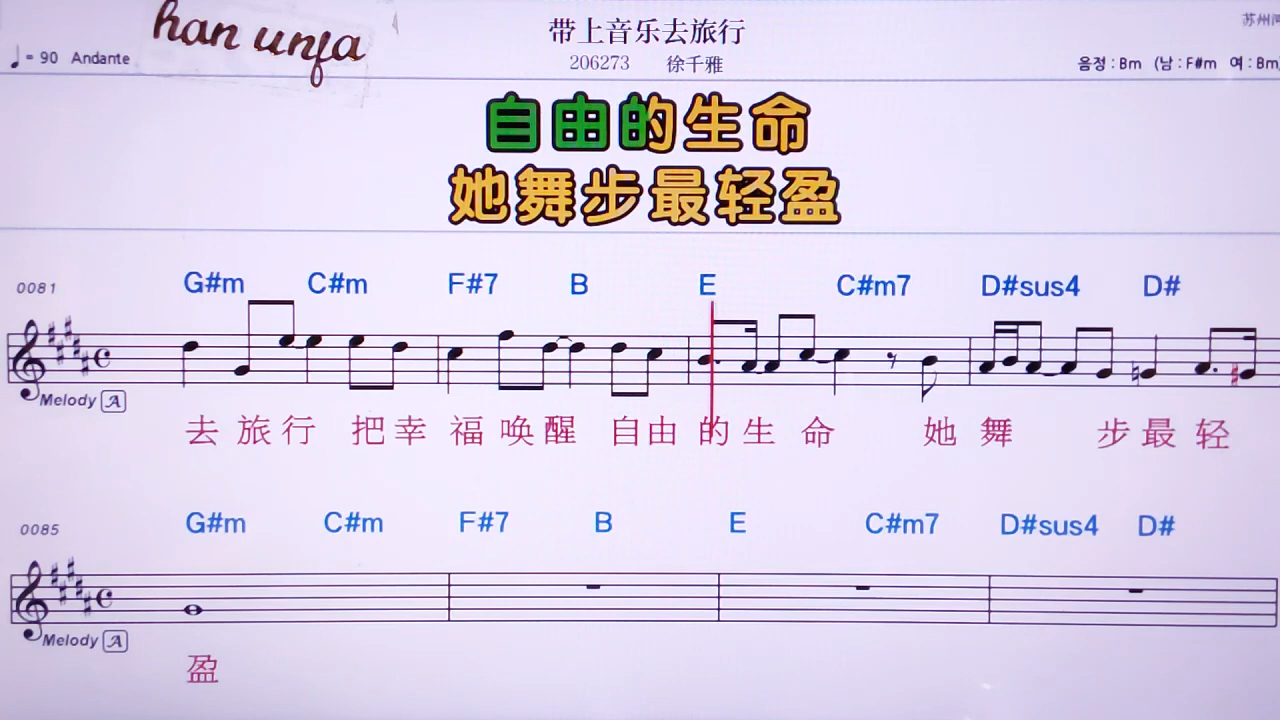 han unfa
带上音乐去旅行
苏州
♩= 90 Andante
206273 徐千雅
음정 : Bm (남 : F#m 여 : Bm)
自由的生命
她舞步最轻盈
0081 G#m C#m F#7 B E C#m7 D#sus4 D#
Melody A
去旅行 把幸福唤醒 自由的生命 她舞 步最轻
0085 G#m C#m F#7 B E C#m7 D#sus4 D#
Melody A
盈